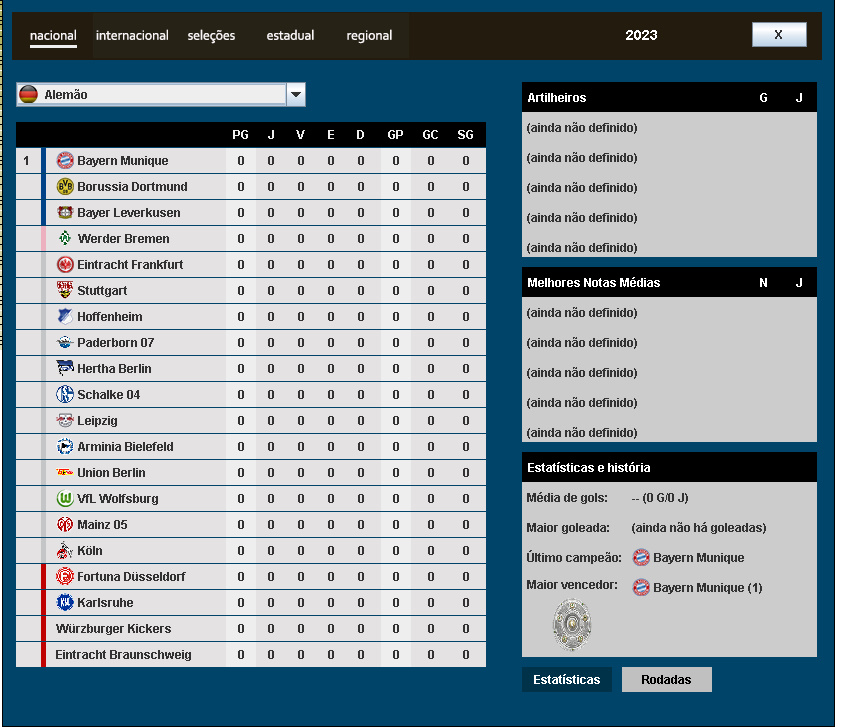 nacional internacional seleções estadual regional 2023 X
Alemão
PG J V E D GP GC SG
1 Bayern Munique 0 0 0 0 0 0 0 0
Borussia Dortmund 0 0 0 0 0 0 0 0
Bayer Leverkusen 0 0 0 0 0 0 0 0
Werder Bremen 0 0 0 0 0 0 0 0
Eintracht Frankfurt 0 0 0 0 0 0 0 0
Stuttgart 0 0 0 0 0 0 0 0
Hoffenheim 0 0 0 0 0 0 0 0
Paderborn 07 0 0 0 0 0 0 0 0
Hertha Berlin 0 0 0 0 0 0 0 0
Schalke 04 0 0 0 0 0 0 0 0
Leipzig 0 0 0 0 0 0 0 0
Arminia Bielefeld 0 0 0 0 0 0 0 0
Union Berlin 0 0 0 0 0 0 0 0
VfL Wolfsburg 0 0 0 0 0 0 0 0
Mainz 05 0 0 0 0 0 0 0 0
Köln 0 0 0 0 0 0 0 0
Fortuna Düsseldorf 0 0 0 0 0 0 0 0
Karlsruhe 0 0 0 0 0 0 0 0
Würzburger Kickers 0 0 0 0 0 0 0 0
Eintracht Braunschweig 0 0 0 0 0 0 0 0
Artilheiros G J
(ainda não definido)
(ainda não definido)
(ainda não definido)
(ainda não definido)
(ainda não definido)
Melhores Notas Médias N J
(ainda não definido)
(ainda não definido)
(ainda não definido)
(ainda não definido)
(ainda não definido)
Estatísticas e história
Média de gols: -- (0 G/0 J)
Maior goleada: (ainda não há goleadas)
Último campeão: Bayern Munique
Maior vencedor: Bayern Munique (1)
Estatísticas Rodadas